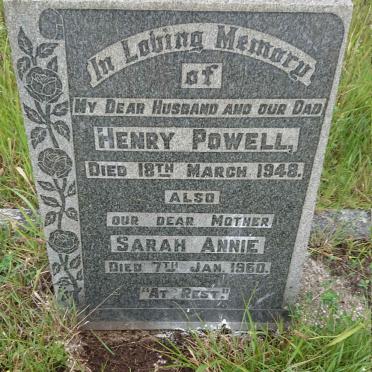 In Loving Memory
of
My Dear Husband and our Dad
Henry Powell,
Died 18th March 1948.
Also
our dear Mother
Sarah Annie
Died 7th Jan. 1960.
"At Rest."